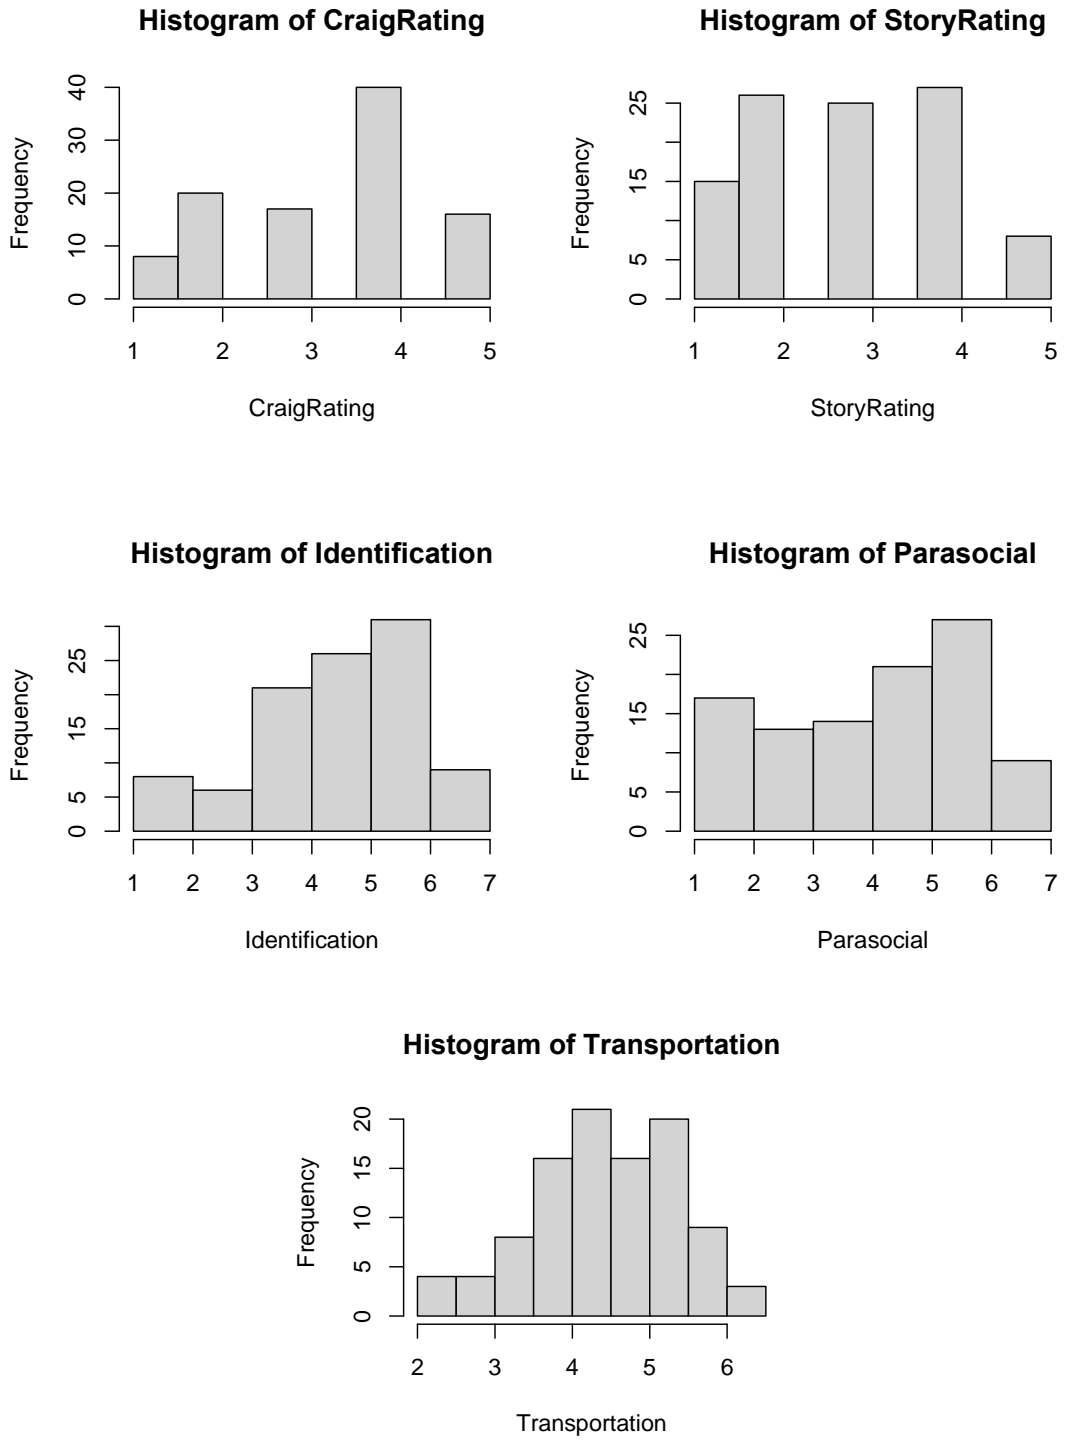 Histogram of CraigRating
Frequency
0 10 20 30 40
1 2 3 4 5
CraigRating
Histogram of StoryRating
Frequency
0 5 15 25
1 2 3 4 5
StoryRating
Histogram of Identification
Frequency
0 5 15 25
1 2 3 4 5 6 7
Identification
Histogram of Parasocial
Frequency
0 5 15 25
1 2 3 4 5 6 7
Parasocial
Histogram of Transportation
Frequency
0 5 10 15 20
2 3 4 5 6
Transportation